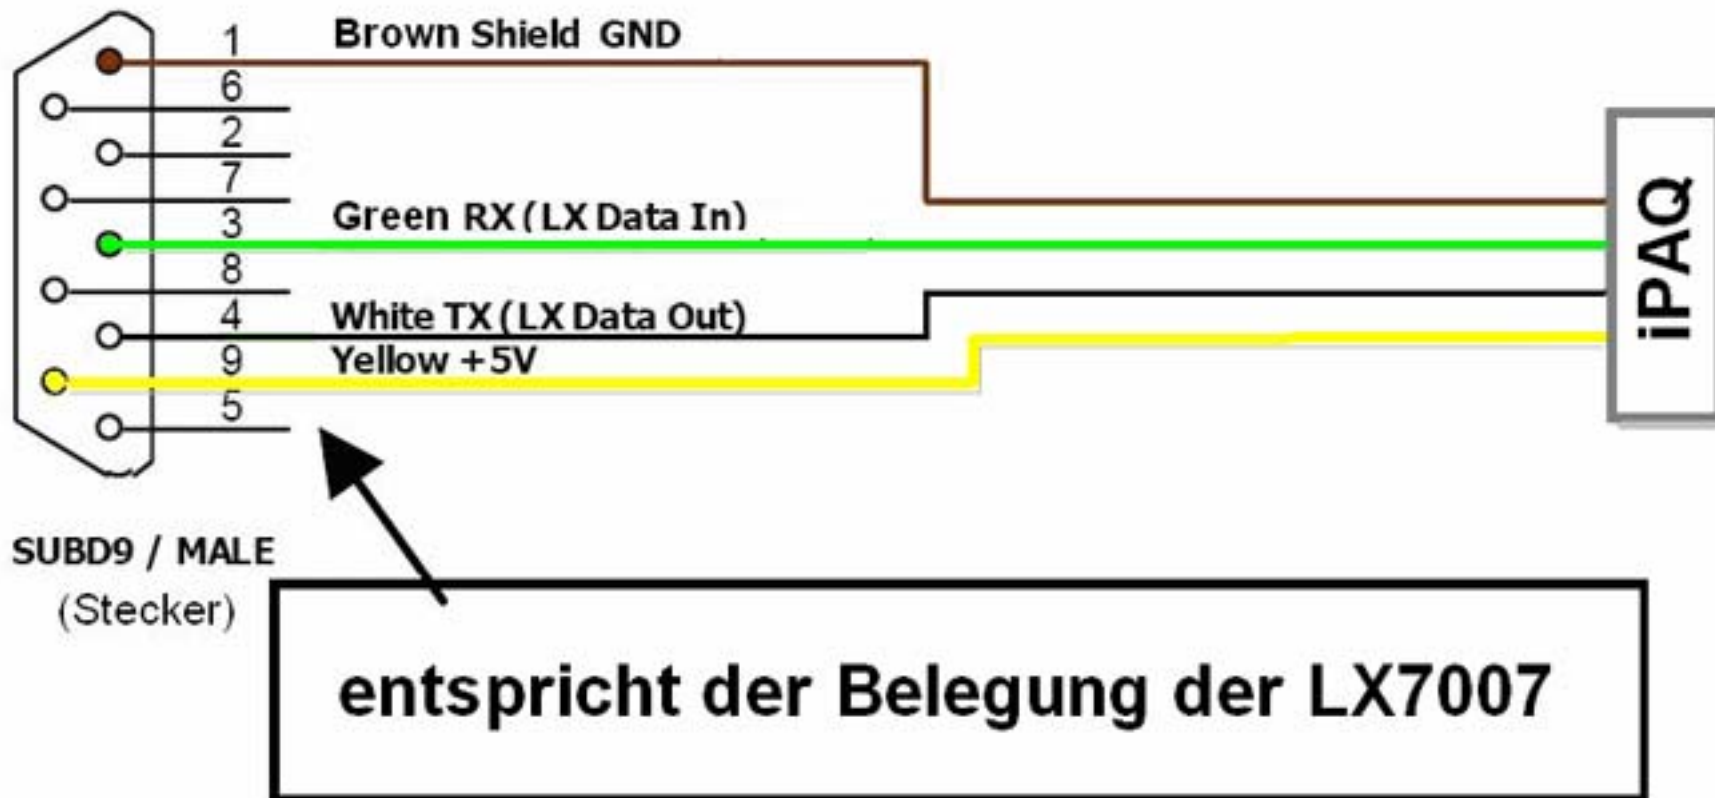 1 Brown Shield GND
6
2
7
3 Green RX (LX Data In)
8
4 White TX (LX Data Out)
9 Yellow +5V
5
iPAQ
SUBD9 / MALE
(Stecker)
entspricht der Belegung der LX7007